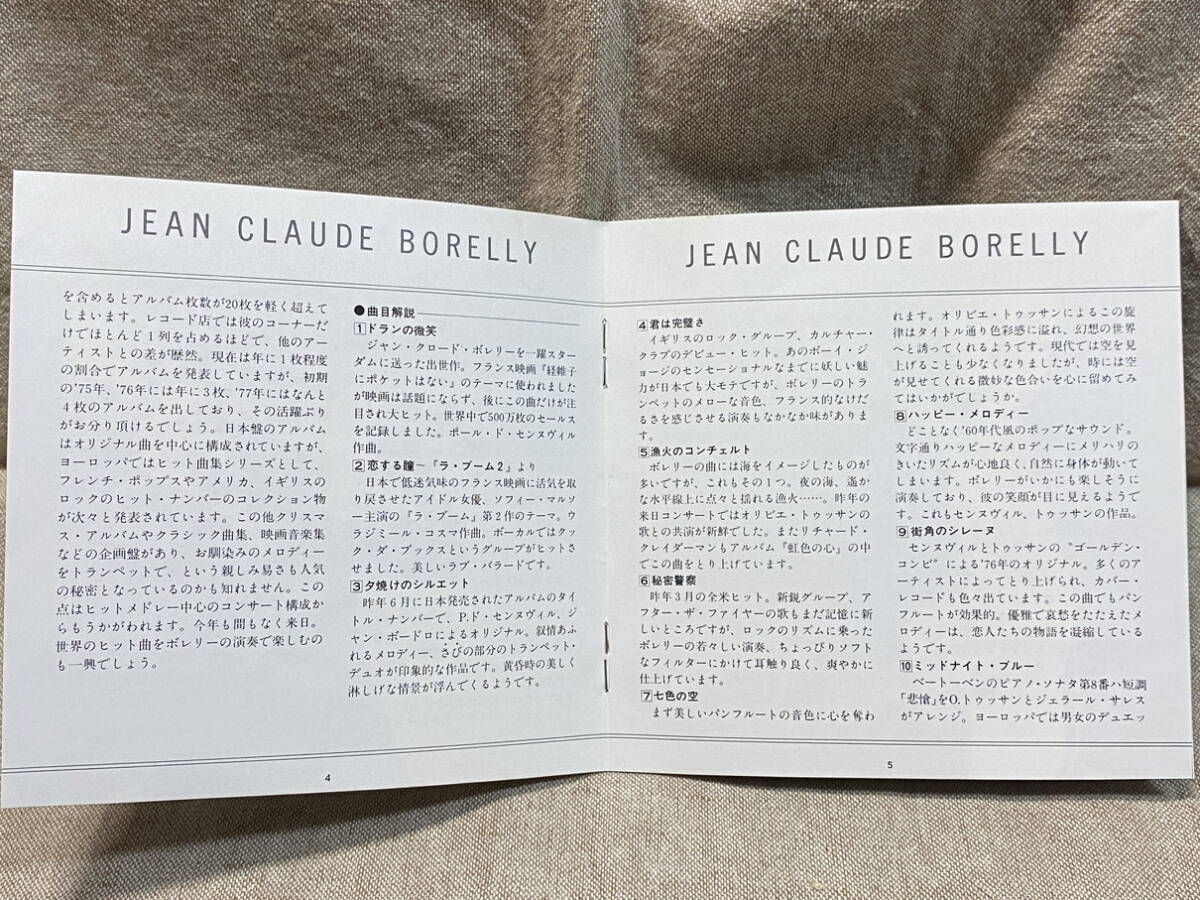 JEAN CLAUDE BORELLY
を含めるとアルバム枚数が20枚を軽く超えて
しまいます。レコード店では彼のコーナーだ
けでほとんど1列を占めるほどで、他のアー
ティストとの差が歴然。現在は年に1枚程度
の割合でアルバムを発表していますが、初期
の'75年、'76年には年に3枚、'77年にはなんと
4枚のアルバムを出しており、その活躍ぶり
がお分り頂けるでしょう。日本盤のアルバム
はオリジナル曲を中心に構成されていますが、
ヨーロッパではヒット曲集シリーズとして、
フレンチ・ポップスやアメリカ、イギリスの
ロックのヒット・ナンバーのコレクション物
が次々と発表されています。この他クリスマ
ス・アルバムやクラシック曲集、映画音楽集
などの企画盤があり、お馴染みのメロディー
をトランペットで、という親しみ易さも人気
の秘密となっているのかも知れません。この
点はヒットメドレー中心のコンサート構成か
らもうかがわれます。今年も間もなく来日。
世界のヒット曲をボレリーの演奏で楽しむの
も一興でしょう。
●曲目解説
1ドランの微笑
ジャン・クロード・ボレリーを一躍スター
ダムに送った出世作。フランス映画『経帷子
にポケットはない』のテーマに使われました
が映画は話題にならず、後にこの曲だけが注
目され大ヒット。世界中で500万枚のセールス
を記録しました。ポール・ド・センヌヴィル
作曲。
2恋する瞳〜『ラ・ブーム2』より
日本で低迷気味のフランス映画に活気を取
り戻させたアイドル女優、ソフィー・マルソ
ー主演の『ラ・ブーム』第2作のテーマ。ウ
ラジミール・コスマ作曲。ボーカルではクッ
ク・ダ・ブックスというグループがヒットさ
せました。美しいラブ・バラードです。
3夕焼けのシルエット
昨年6月に日本発売されたアルバムのタイ
トル・ナンバーで、P.ド・センヌヴィル、ジ
ャン・ボードロによるオリジナル。叙情あふ
れるメロディー、さびの部分のトランペット・
デュオが印象的な作品です。黄昏時の美しく
淋しげな情景が浮んでくるようです。
4
JEAN CLAUDE BORELLY
4君は完璧さ
イギリスのロック・グループ、カルチャー・
クラブのデビュー・ヒット。あのボーイ・ジ
ョージのセンセーショナルなまでに妖しい魅
力が日本でも大モテですが、ボレリーのトラ
ンペットのメローな音色、フランス的なけだ
るさを感じさせる演奏もなかなか味がありま
す。
5漁火のコンチェルト
ボレリーの曲には海をイメージしたものが
多いですが、これもその1つ。夜の海、遙か
な水平線上に点々と揺れる漁火……。昨年の
来日コンサートではオリビエ・トゥッサンの
歌との共演が新鮮でした。またリチャード・
クレイダーマンもアルバム『虹色の心』の中
でこの曲をとり上げています。
6秘密警察
昨年3月の全米ヒット。新鋭グループ、ア
フター・ザ・ファイヤーの歌もまだ記憶に新
しいところですが、ロックのリズムに乗った
ボレリーの若々しい演奏、ちょっぴりソフト
なフィルターにかけて耳触り良く、爽やかに
仕上げています。
7七色の空
まず美しいパンフルートの音色に心を奪わ
れます。オリビエ・トゥッサンによるこの旋
律はタイトル通り色彩感に溢れ、幻想の世界
へと誘ってくれるようです。現代では空を見
上げることも少なくなりましたが、時には空
が見せてくれる微妙な色合いを心に留めてみ
てはいかがでしょうか。
8ハッピー・メロディー
どことなく'60年代風のポップなサウンド。
文字通りハッピーなメロディーにメリハリの
きいたリズムが心地良く、自然に身体が動いて
しまいます。ボレリーがいかにも楽しそうに
演奏しており、彼の笑顔が目に見えるようで
す。これもセンヌヴィル、トゥッサンの作品。
9街角のシレーヌ
センヌヴィルとトゥッサンの"ゴールデン・
コンビ"による'76年のオリジナル。多くのア
ーティストによってとり上げられ、カバー・
レコードも色々出ています。この曲でもパン
フルートが効果的。優雅で哀愁をたたえたメ
ロディーは、恋人たちの物語を凝縮している
ようです。
10ミッドナイト・ブルー
ベートーベンのピアノ・ソナタ第8番ハ短調
「悲愴」をO.トゥッサンとジェラール・サレス
がアレンジ。ヨーロッパでは男女のデュエッ
5